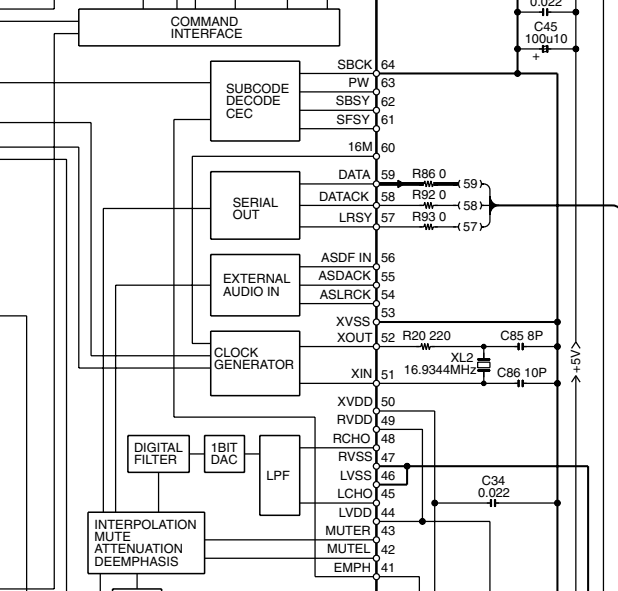 0.022
COMMAND
INTERFACE
C45
100u10
+
SBCK 64
PW 63
SUBCODE
DECODE
CEC
SBSY 62
SFSY 61
16M 60
DATA 59 R86 0 (59)
DATACK 58 R92 0 (58)
LRSY 57 R93 0 (57)
SERIAL
OUT
ASDF IN 56
ASDACK 55
ASLRCK 54
EXTERNAL
AUDIO IN
53
XVSS
XOUT 52 R20 220 C85 8P
CLOCK
GENERATOR
XL2
16.9344MHz
+5V
XIN 51 C86 10P
XVDD 50
RVDD 49
RCHO 48
RVSS 47
DIGITAL
FILTER
1BIT
DAC
LPF
LVSS 46
LCHO 45
LVDD 44
C34
0.022
MUTER 43
MUTEL 42
EMPH 41
INTERPOLATION
MUTE
ATTENUATION
DEEMPHASIS